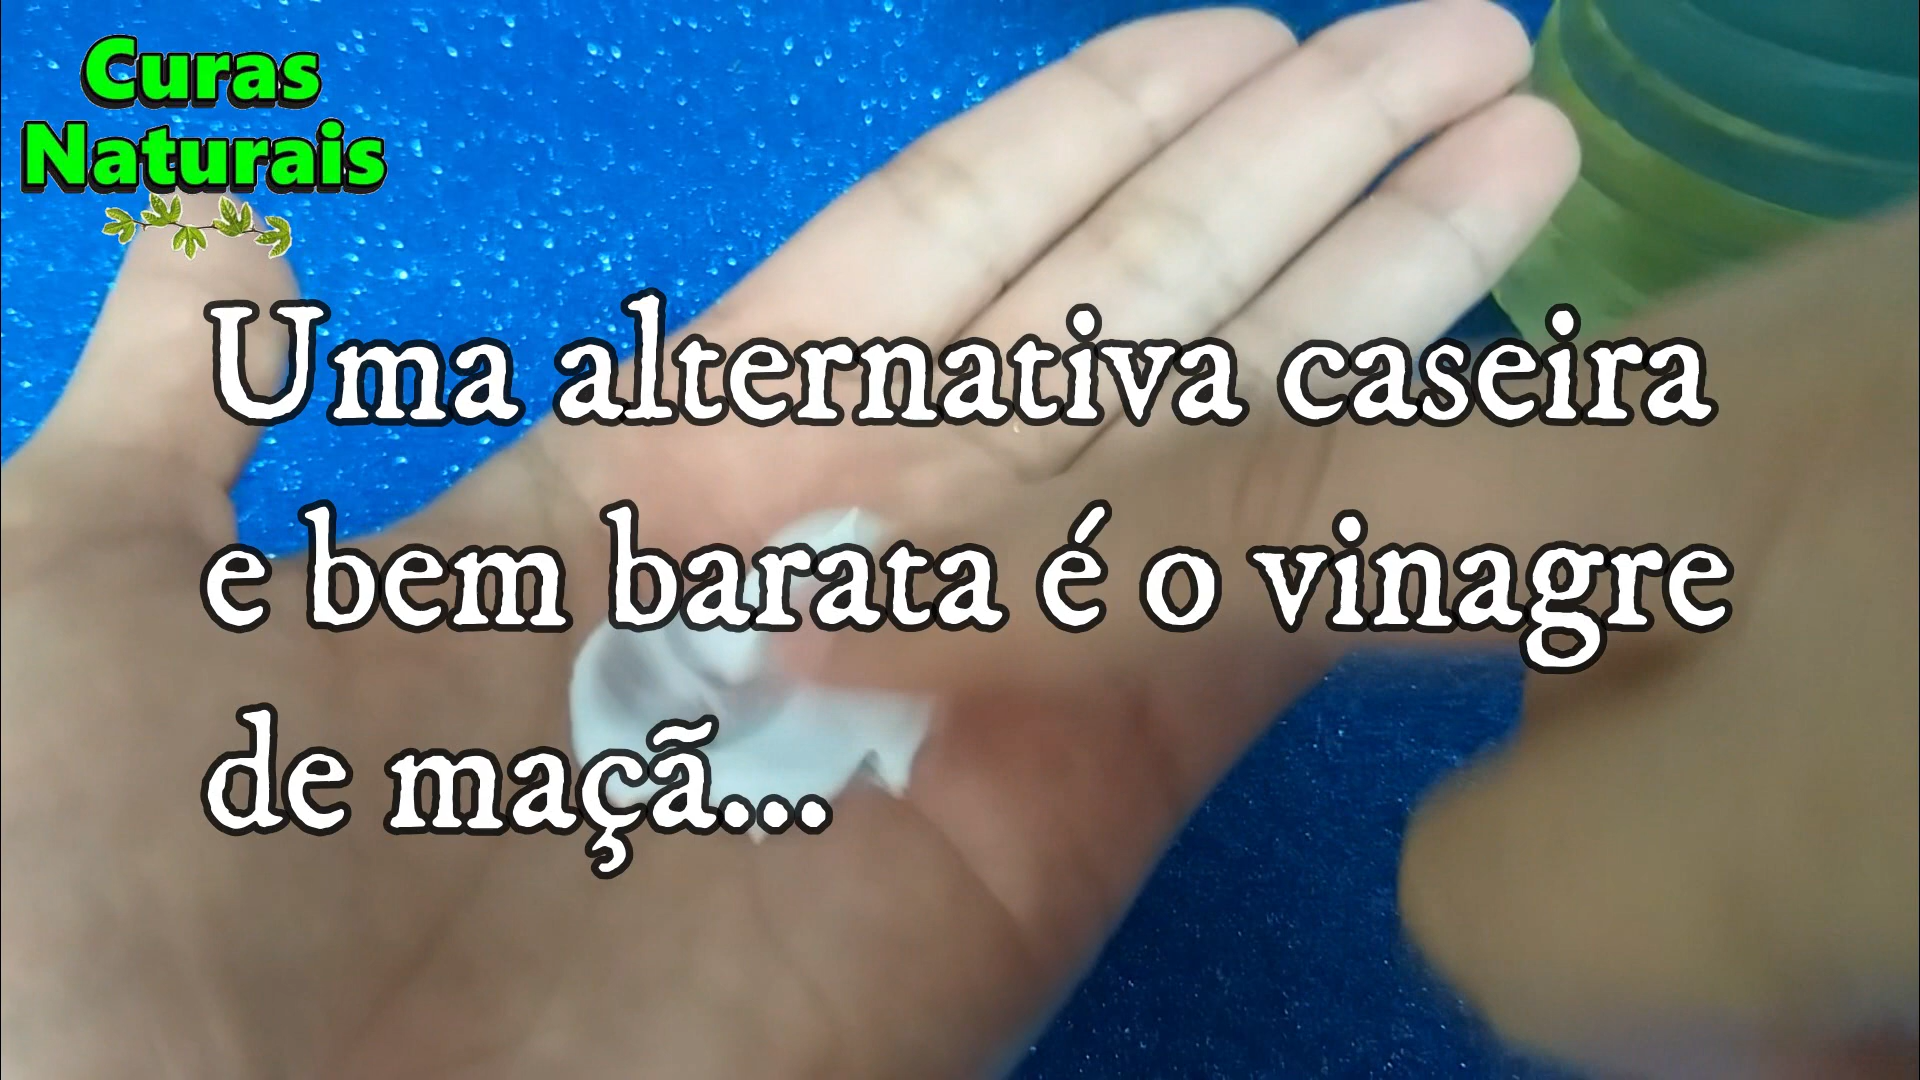 Curas
Naturais
Uma alternativa caseira
e bem barata é o vinagre
de maçã...